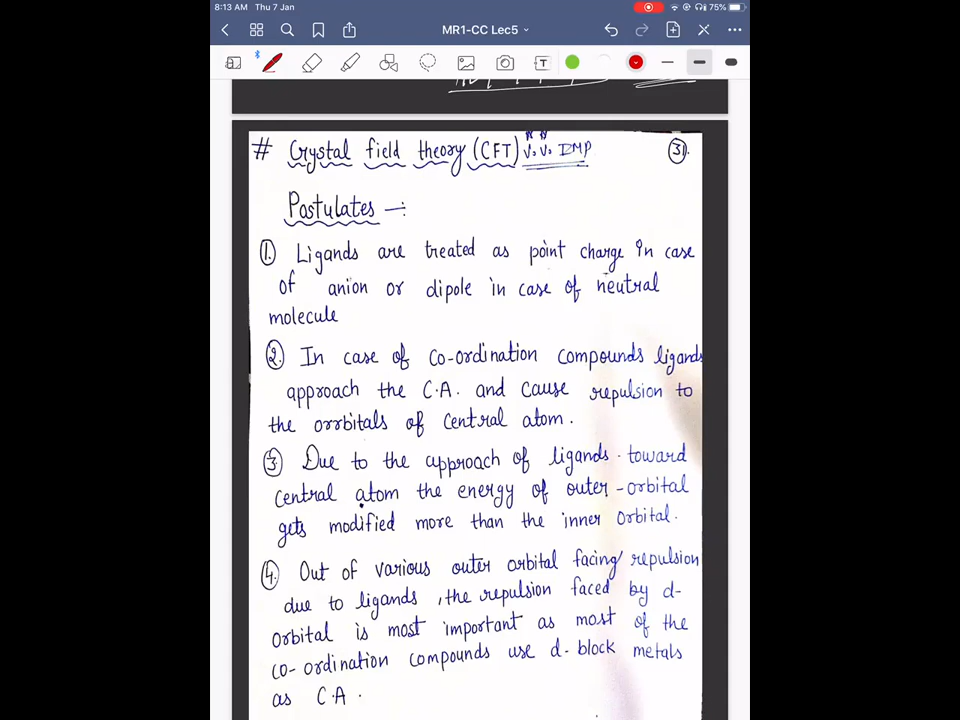 8:13 AM Thu 7 Jan
75%
MR1-CC Lec5
# Crystal field theory (CFT) V. V. IMP
31.
Postulates -:
1. Ligands are treated as point charge in case
of anion or dipole in case of neutral
molecule
2. In case of Co-ordination compounds ligands
approach the C.A. and cause repulsion to
the orrbitals of central atom.
3. Due to the approach of ligands toward
central atom the energy of outer-orbital
gets modified more than the inner orbital.
4. Out of various outer orbital facing repulsion
due to ligands, the repulsion faced by d-
orbital is most important as most of the
co-ordination compounds use d-block metals
as C.A.